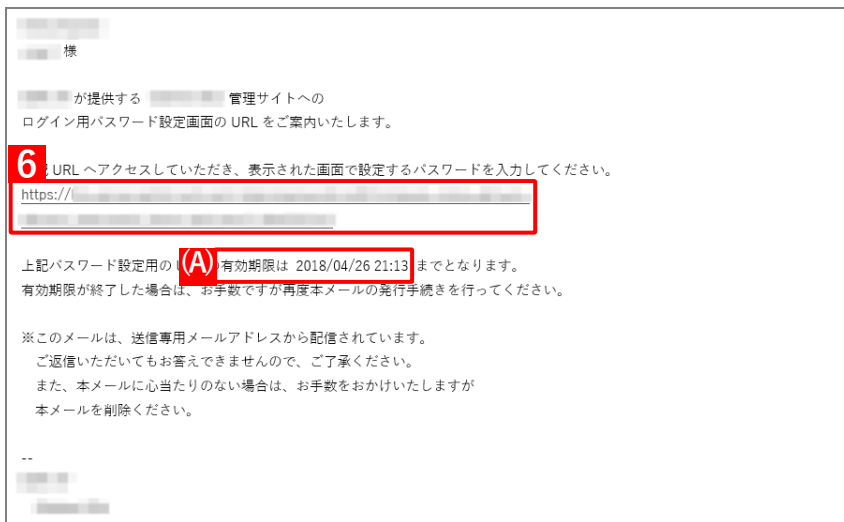 様
が提供する 管理サイトへの
ログイン用パスワード設定画面の URL をご案内いたします。
6
URL へアクセスしていただき、表示された画面で設定するパスワードを入力してください。
https://
上記パスワード設定用の (A) 有効期限は 2018/04/26 21:13 までとなります。
有効期限が終了した場合は、お手数ですが再度本メールの発行手続きを行ってください。
※このメールは、送信専用メールアドレスから配信されています。
ご返信いただいてもお答えできませんので、ご了承ください。
また、本メールに心当たりのない場合は、お手数をおかけいたしますが
本メールを削除ください。
--